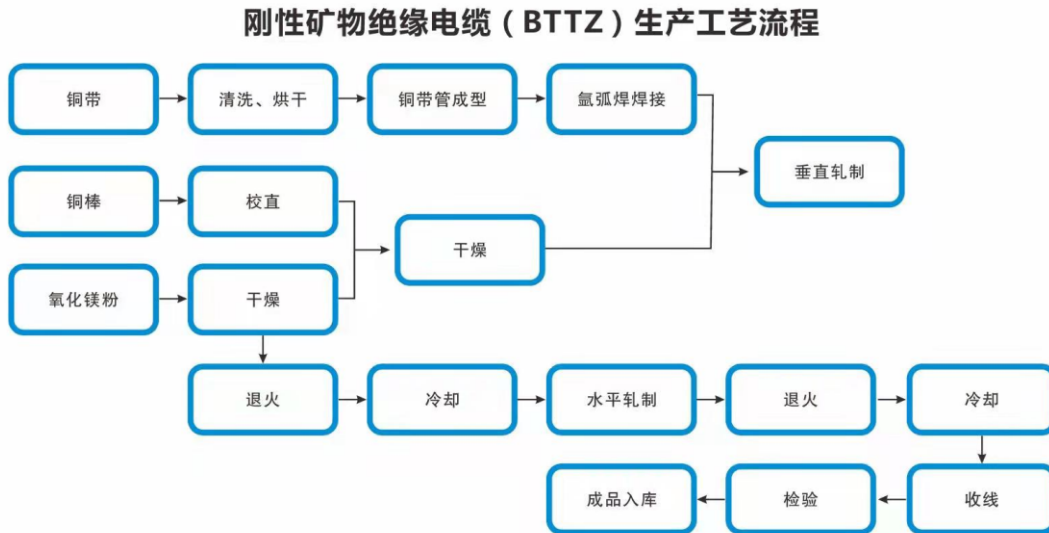 刚性矿物绝缘电缆（BTTZ）生产工艺流程
铜带
清洗、烘干
铜带管成型
氩弧焊焊接
垂直轧制
铜棒
校直
干燥
氧化镁粉
干燥
退火
冷却
水平轧制
退火
冷却
成品入库
检验
收线